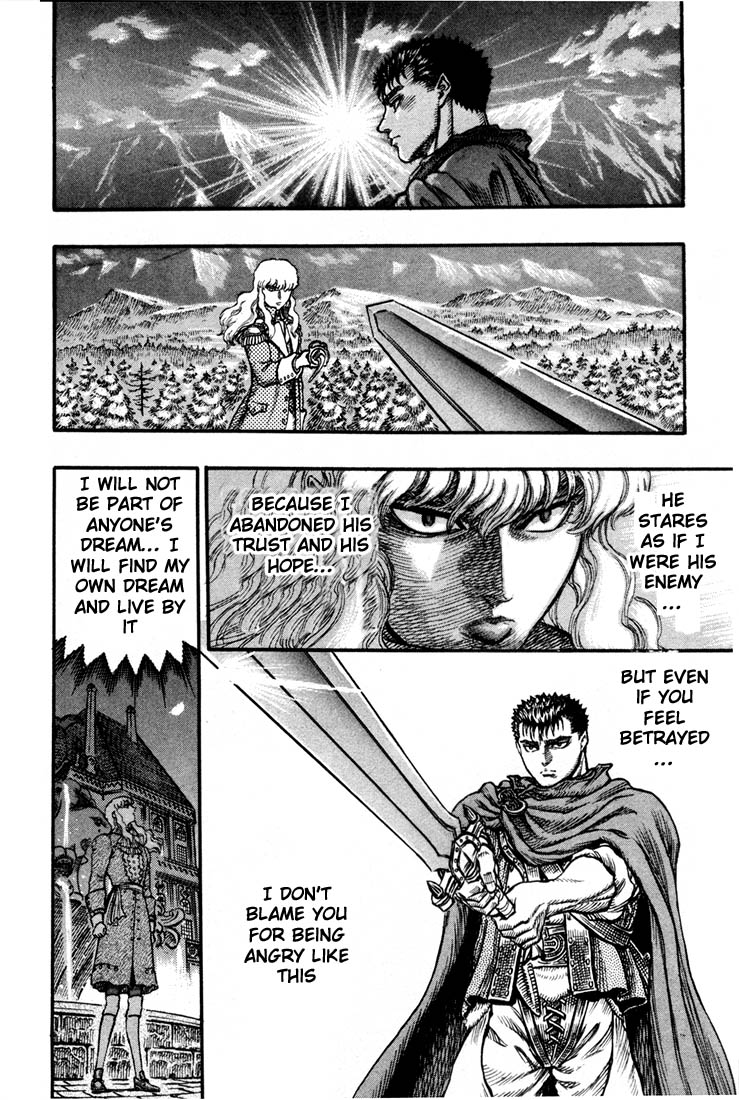 HE
STARES
AS IF I
WERE HIS
ENEMY
...
BECAUSE I
ABANDONED HIS
TRUST AND HIS
HOPE...
BUT EVEN
IF YOU
FEEL
BETRAYED
...
I DON'T
BLAME YOU
FOR BEING
ANGRY LIKE
THIS
I WILL NOT
BE PART OF
ANYONE'S
DREAM... I
WILL FIND MY
OWN DREAM
AND LIVE BY
IT